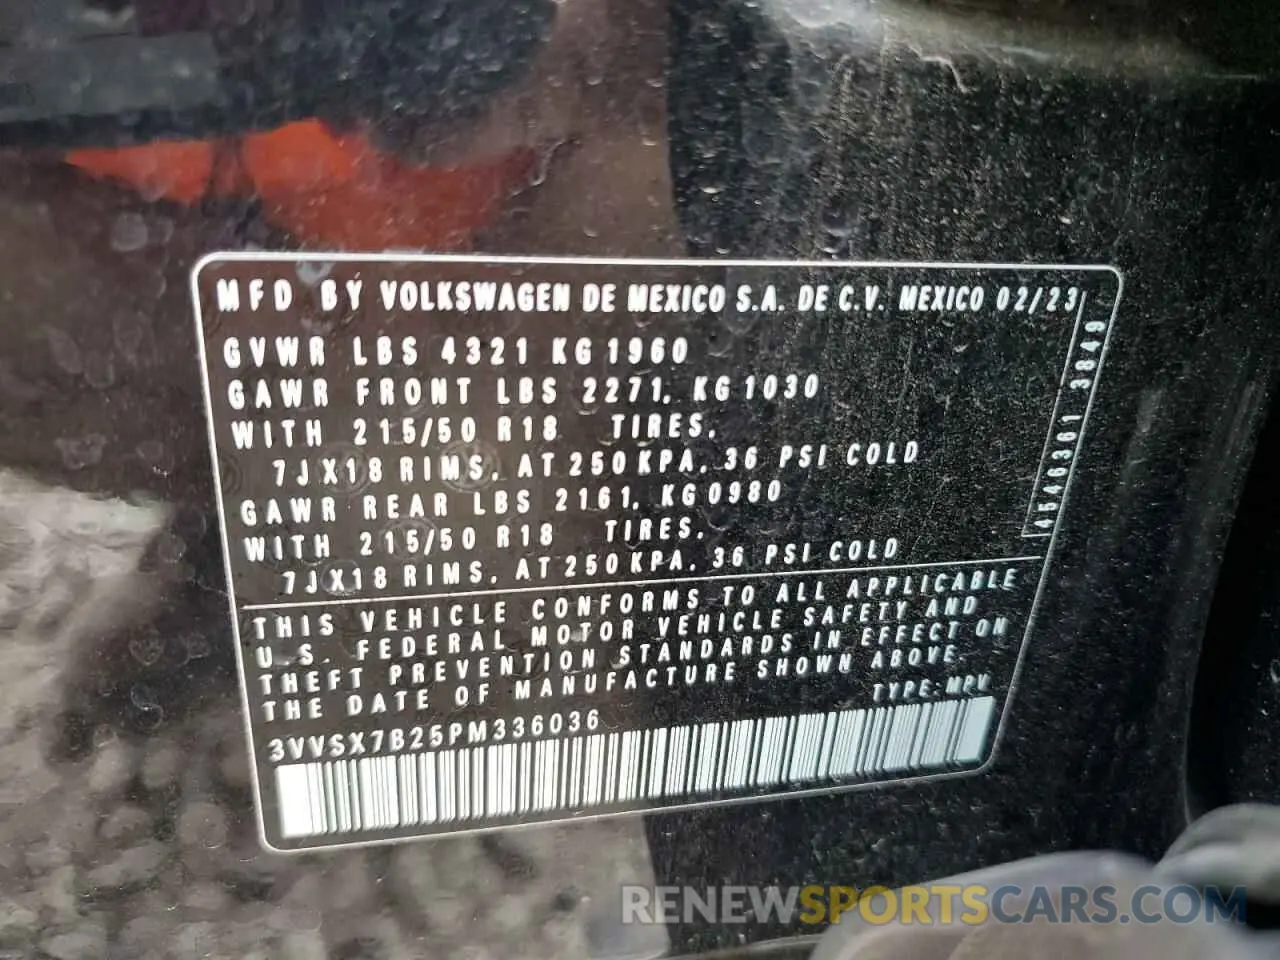 MFD BY VOLKSWAGEN DE MEXICO S.A. DE C.V. MEXICO 02/23
GVWR LBS 4321 KG 1960
GAWR FRONT LBS 2271, KG 1030
WITH 215/50 R18 TIRES,
7JX18 RIMS, AT 250 KPA, 36 PSI COLD
GAWR REAR LBS 2161, KG 0980
WITH 215/50 R18 TIRES,
7JX18 RIMS, AT 250 KPA, 36 PSI COLD
4546361 3849
THIS VEHICLE CONFORMS TO ALL APPLICABLE
U.S. FEDERAL MOTOR VEHICLE SAFETY AND
THEFT PREVENTION STANDARDS IN EFFECT ON
THE DATE OF MANUFACTURE SHOWN ABOVE
TYPE: MPV
3VVSX7B25PM336036
RENEWSPORTSCARS.COM